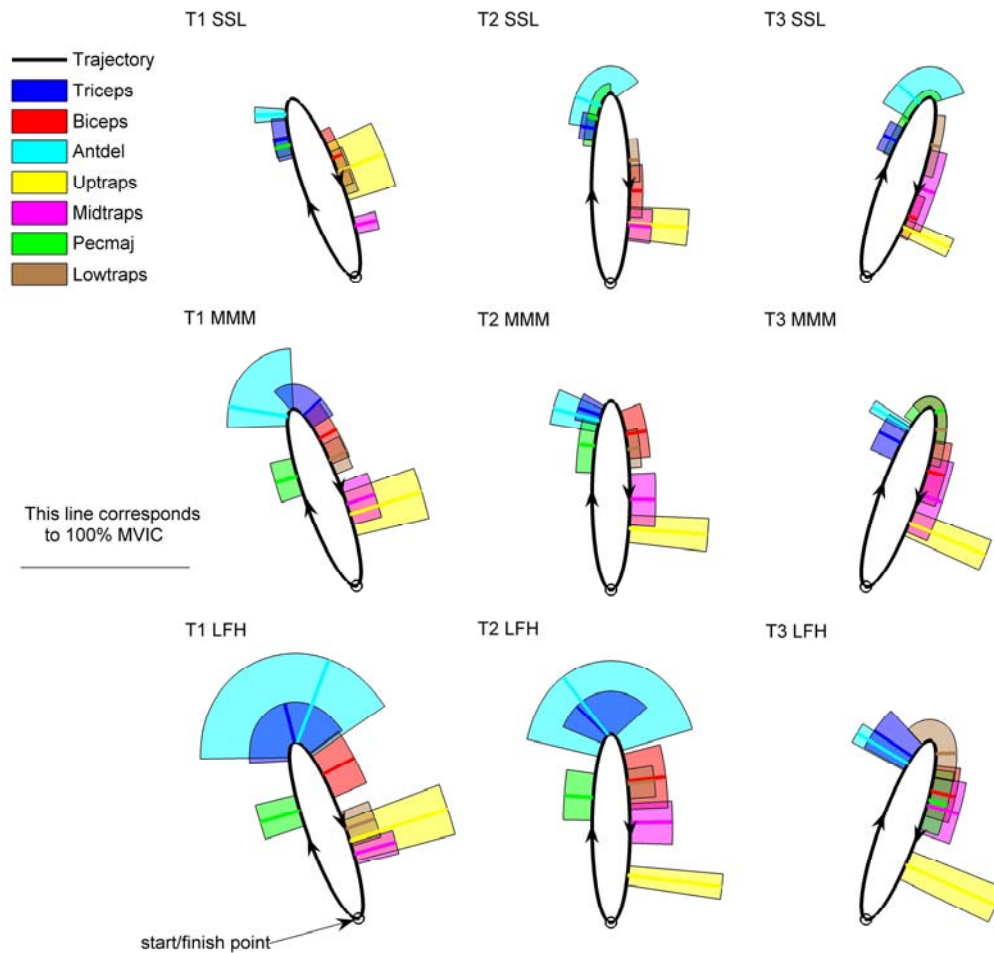 T1 SSL
T2 SSL
T3 SSL
Trajectory
Triceps
Biceps
Antdel
Uptraps
Midtraps
Pecmaj
Lowtraps
T1 MMM
T2 MMM
T3 MMM
This line corresponds
to 100% MVIC
T1 LFH
T2 LFH
T3 LFH
start/finish point